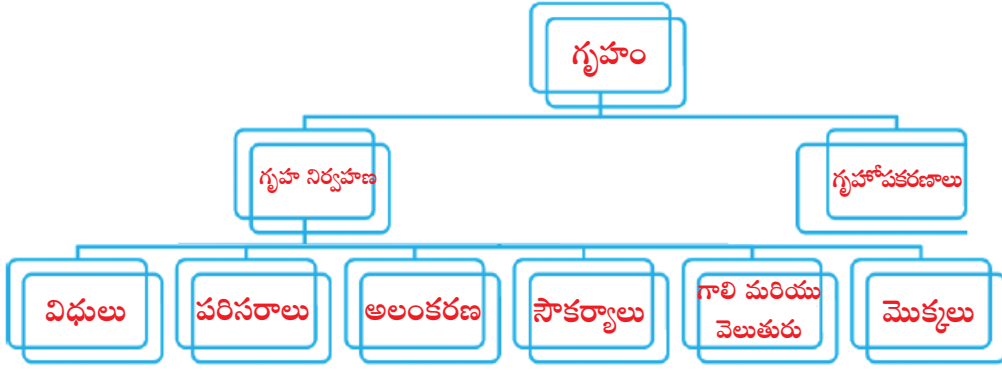 గృహం
గృహ నిర్వహణ
గృహోపకరణాలు
విధులు
పరిసరాలు
అలంకరణ
సౌకర్యాలు
గాలి మరియు
వెలుతురు
మొక్కలు